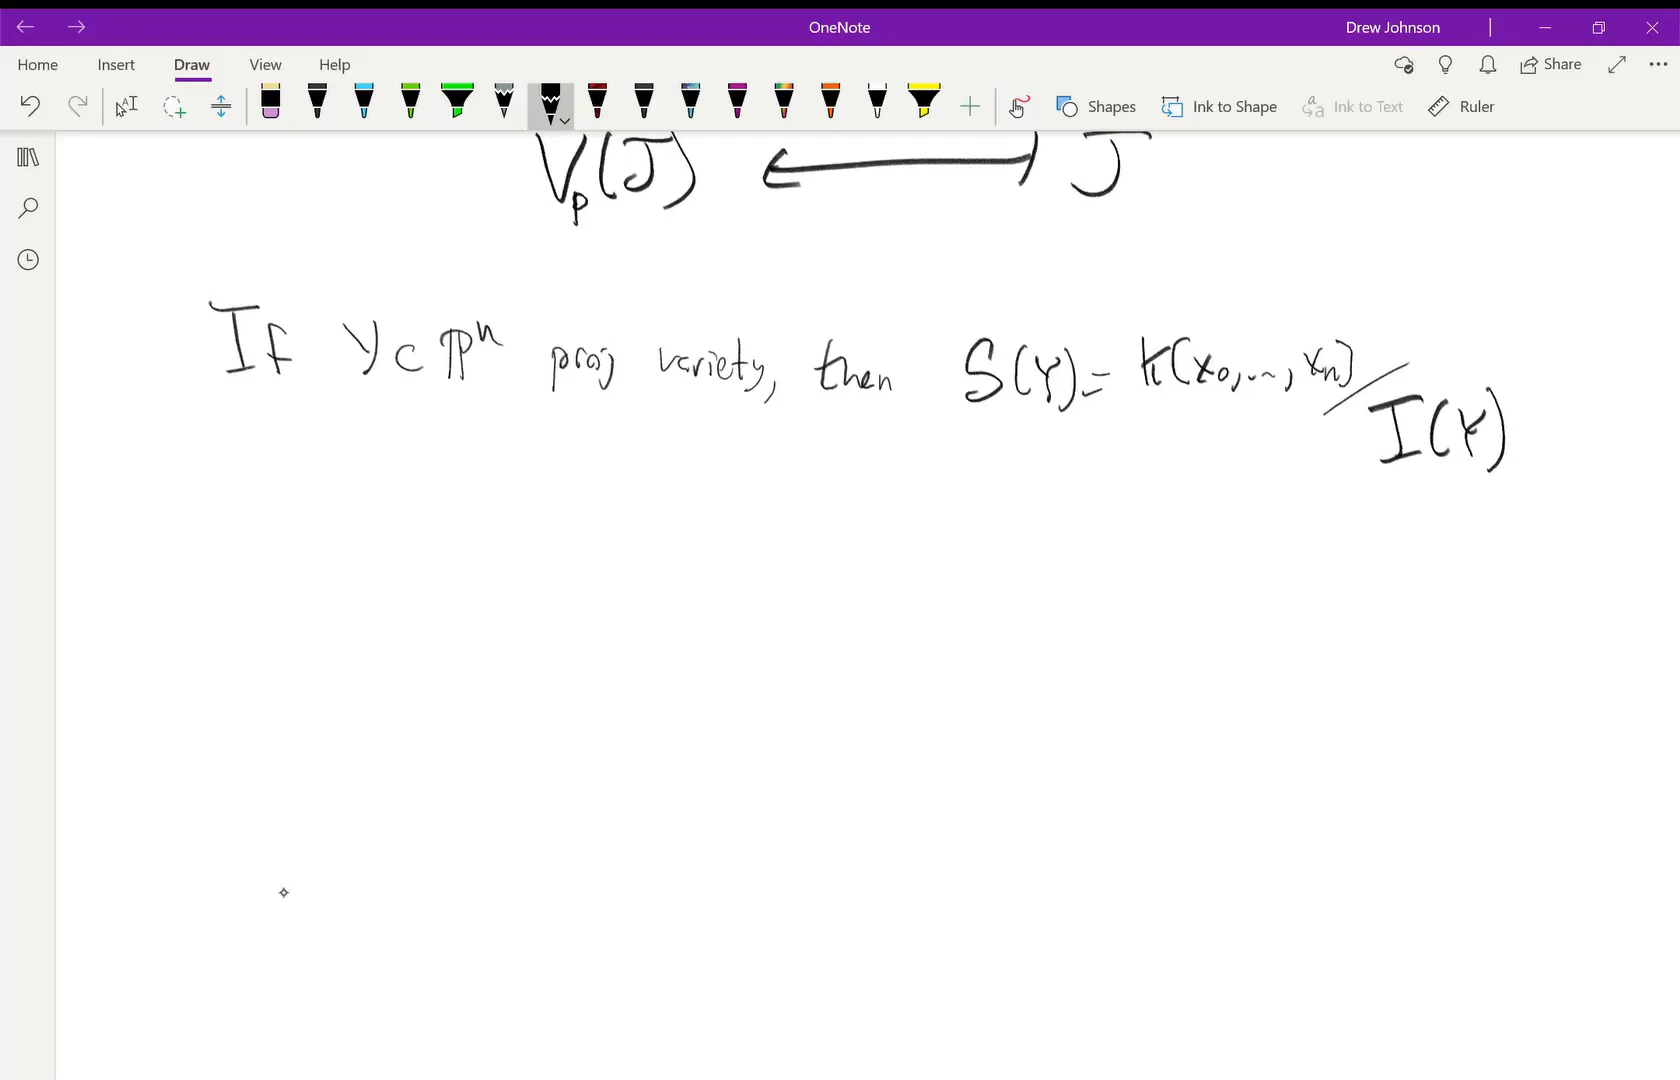 OneNote
Drew Johnson
Home Insert Draw View Help
Share
Shapes Ink to Shape Ink to Text Ruler
V_p(J) ⟻ J
If Y ⊂ ℙ^n proj variety, then S(Y) = k[x_0, ..., x_n] / I(Y)